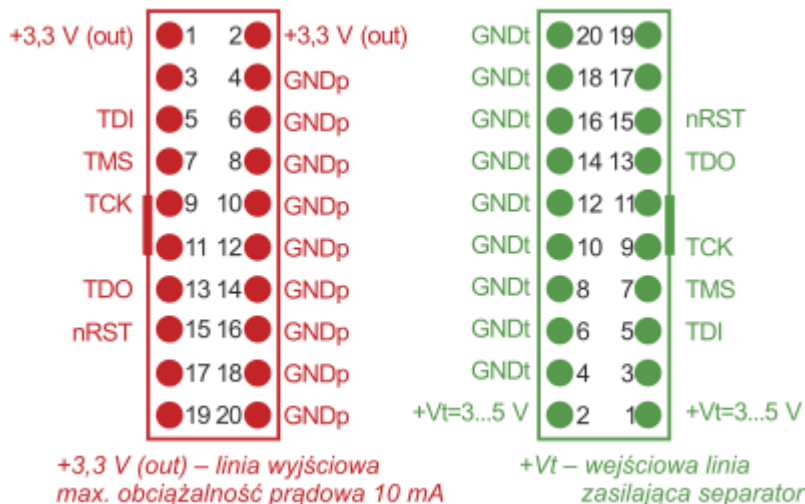 +3,3 V (out) 1 2 +3,3 V (out)
3 4 GNDp
TDI 5 6 GNDp
TMS 7 8 GNDp
TCK 9 10 GNDp
11 12 GNDp
TDO 13 14 GNDp
nRST 15 16 GNDp
17 18 GNDp
19 20 GNDp
+3,3 V (out) – linia wyjściowa
max. obciążalność prądowa 10 mA
GNDt 20 19
GNDt 18 17
GNDt 16 15 nRST
GNDt 14 13 TDO
GNDt 12 11
GNDt 10 9 TCK
GNDt 8 7 TMS
GNDt 6 5 TDI
GNDt 4 3
+Vt=3...5 V 2 1 +Vt=3...5 V
+Vt – wejściowa linia
zasilająca separator